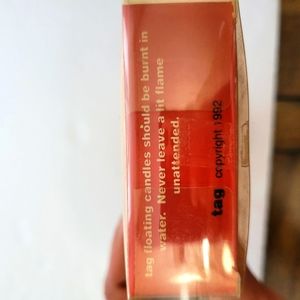 tag floating candles should be burnt in
water. Never leave a lit flame
unattended.
tag copyright 1992